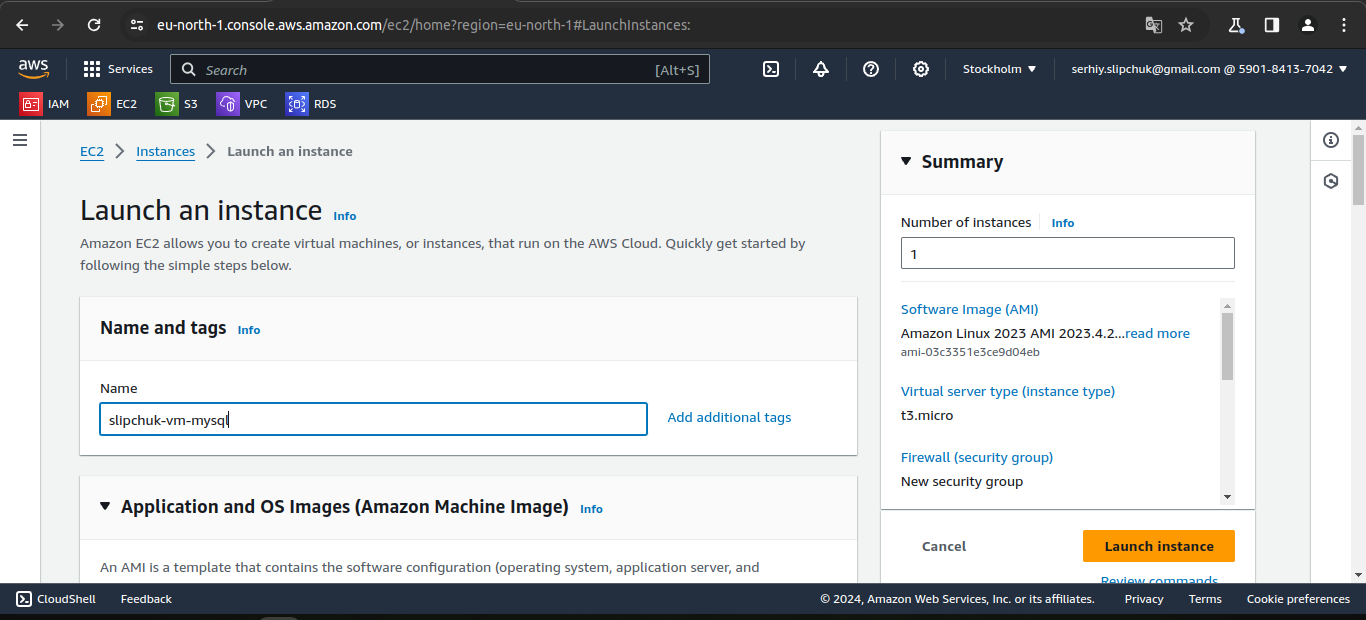 eu-north-1.console.aws.amazon.com/ec2/home?region=eu-north-1#LaunchInstances:
aws Services Search [Alt+S] Stockholm serhiy.slipchuk@gmail.com @ 5901-8413-7042
IAM EC2 S3 VPC RDS
EC2 Instances Launch an instance
Launch an instance Info
Amazon EC2 allows you to create virtual machines, or instances, that run on the AWS Cloud. Quickly get started by
following the simple steps below.
Name and tags Info
Name
slipchuk-vm-mysql Add additional tags
Application and OS Images (Amazon Machine Image) Info
An AMI is a template that contains the software configuration (operating system, application server, and
Summary
Number of instances Info
1
Software Image (AMI)
Amazon Linux 2023 AMI 2023.4.2...read more
ami-03c3351e3ce9d04eb
Virtual server type (instance type)
t3.micro
Firewall (security group)
New security group
Cancel Launch instance
Review commands
CloudShell Feedback © 2024, Amazon Web Services, Inc. or its affiliates. Privacy Terms Cookie preferences